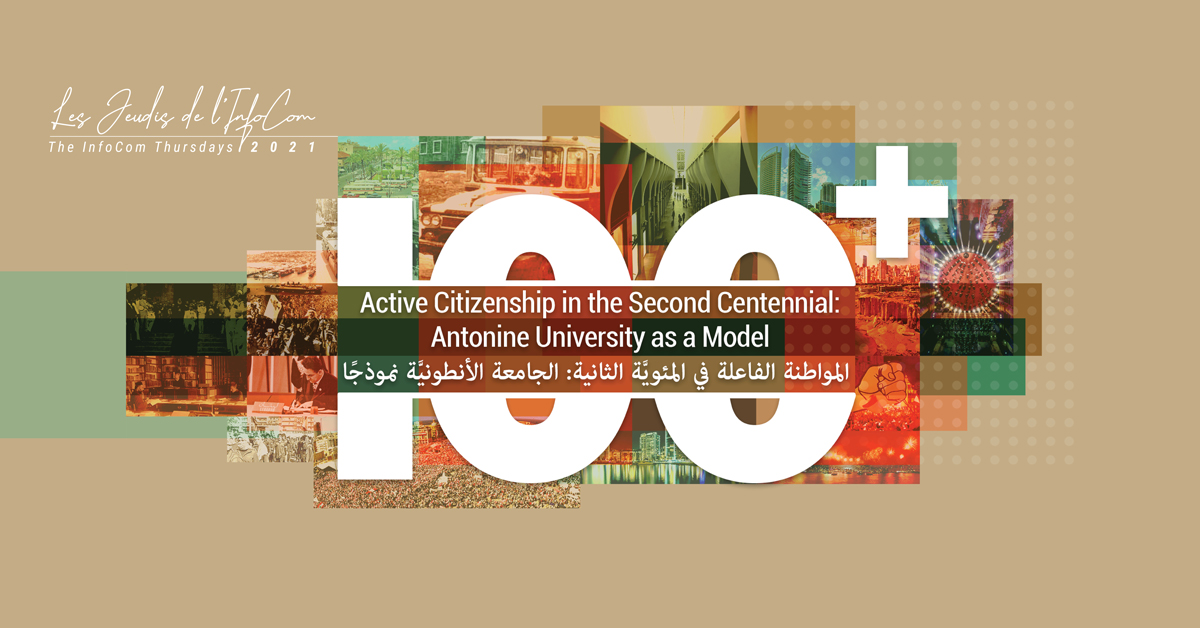 Les Jeudis de l'InfoCom
The InfoCom Thursdays 2021
100+
Active Citizenship in the Second Centennial:
Antonine University as a Model
المواطنة الفاعلة في المئويَّة الثانية: الجامعة الأنطونيَّة نموذجًا